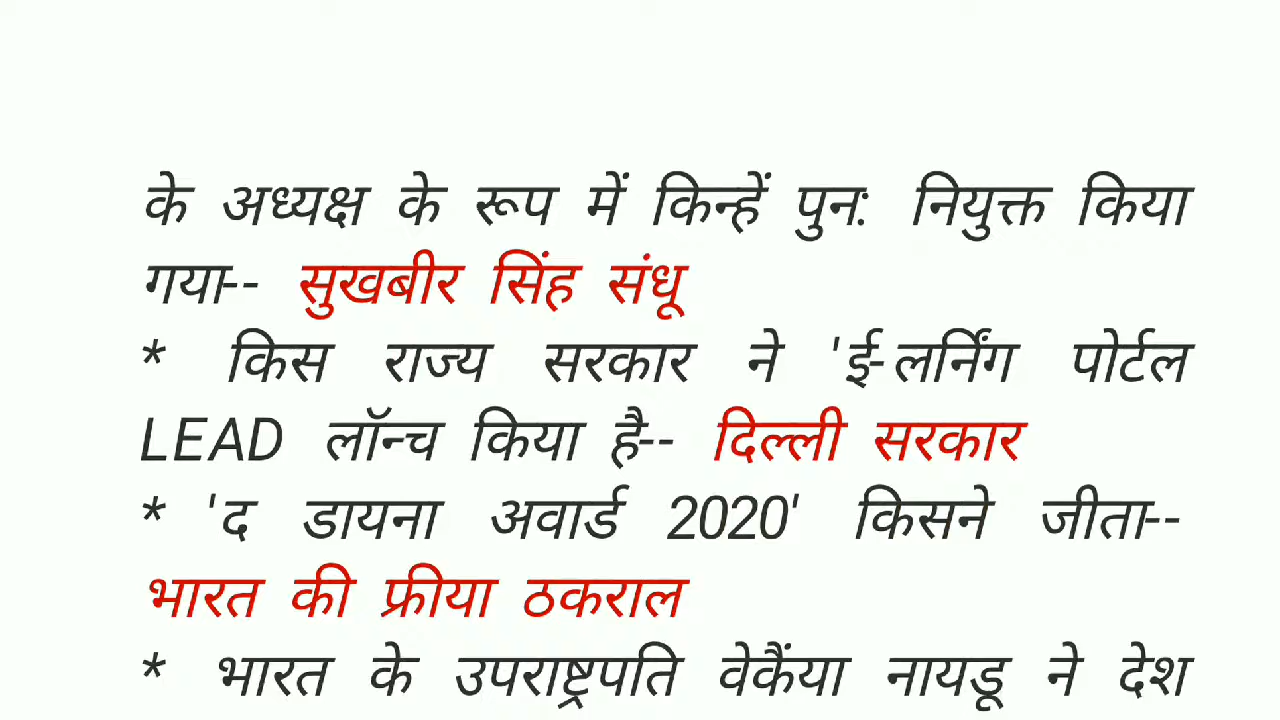 के अध्यक्ष के रूप में किन्हें पुन: नियुक्त किया
गया-- सुखबीर सिंह संधू
* किस राज्य सरकार ने 'ई-लर्निंग पोर्टल
LEAD लॉन्च किया है-- दिल्ली सरकार
* 'द डायना अवार्ड 2020' किसने जीता--
भारत की फ्रीया ठकराल
* भारत के उपराष्ट्रपति वेकैंया नायडू ने देश